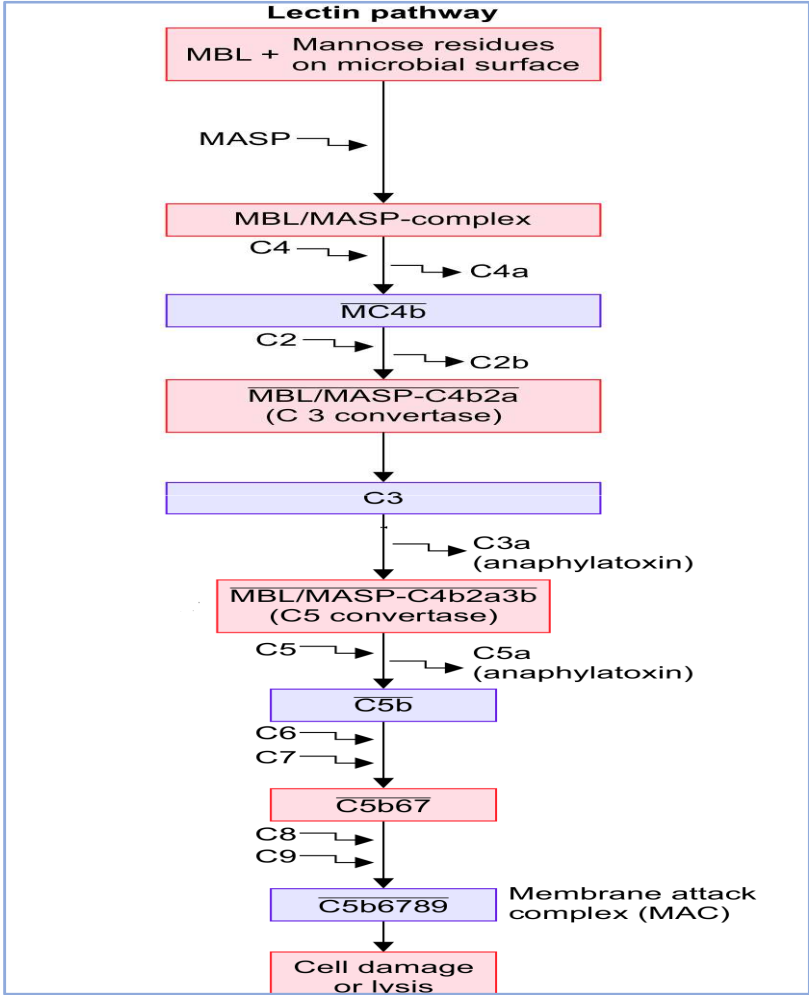 Lectin pathway
MBL + Mannose residues
on microbial surface
MASP
MBL/MASP-complex
C4
C4a
MC4b
C2
C2b
MBL/MASP-C4b2a
(C 3 convertase)
C3
C3a
(anaphylatoxin)
MBL/MASP-C4b2a3b
(C5 convertase)
C5
C5a
(anaphylatoxin)
C5b
C6
C7
C5b67
C8
C9
C5b6789
Membrane attack
complex (MAC)
Cell damage
or lysis